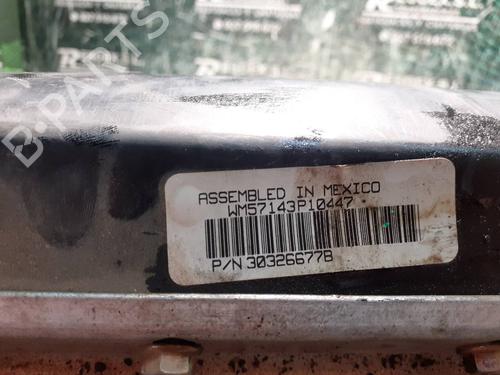 B-PARTS
ASSEMBLED IN MEXICO
WM57143P10447
P/N 30326677B